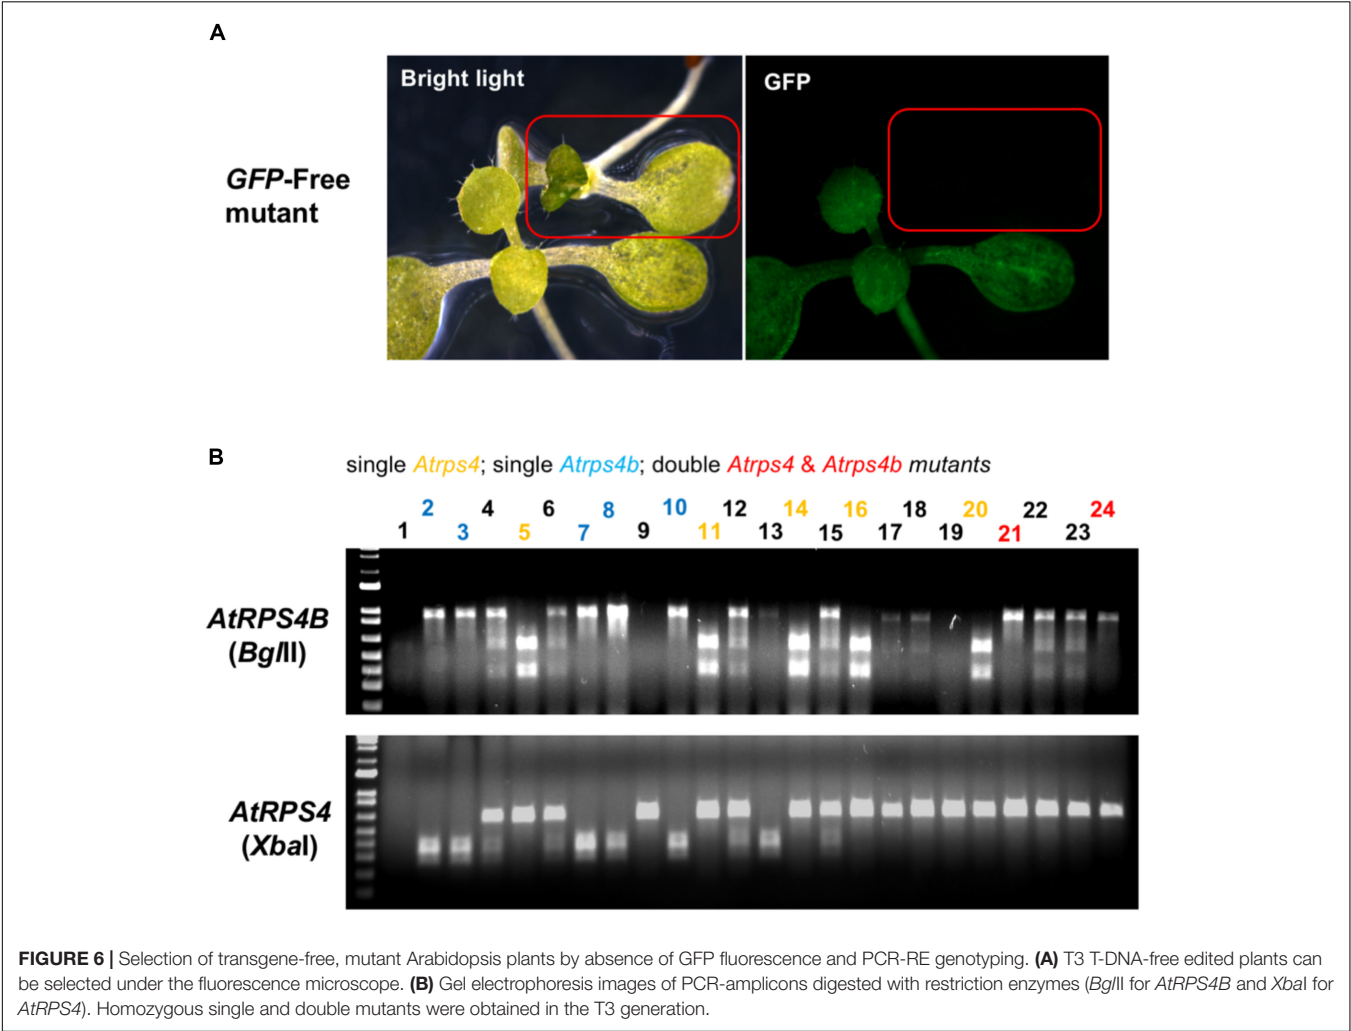 A
Bright light
GFP
GFP-Free
mutant
B
single Atrps4; single Atrps4b; double Atrps4 & Atrps4b mutants
2 4 6 8 10 12 14 16 18 20 22 24
1 3 5 7 9 11 13 15 17 19 21 23
AtRPS4B
(BglII)
AtRPS4
(XbaI)
FIGURE 6 | Selection of transgene-free, mutant Arabidopsis plants by absence of GFP fluorescence and PCR-RE genotyping. (A) T3 T-DNA-free edited plants can
be selected under the fluorescence microscope. (B) Gel electrophoresis images of PCR-amplicons digested with restriction enzymes (BglII for AtRPS4B and XbaI for
AtRPS4). Homozygous single and double mutants were obtained in the T3 generation.